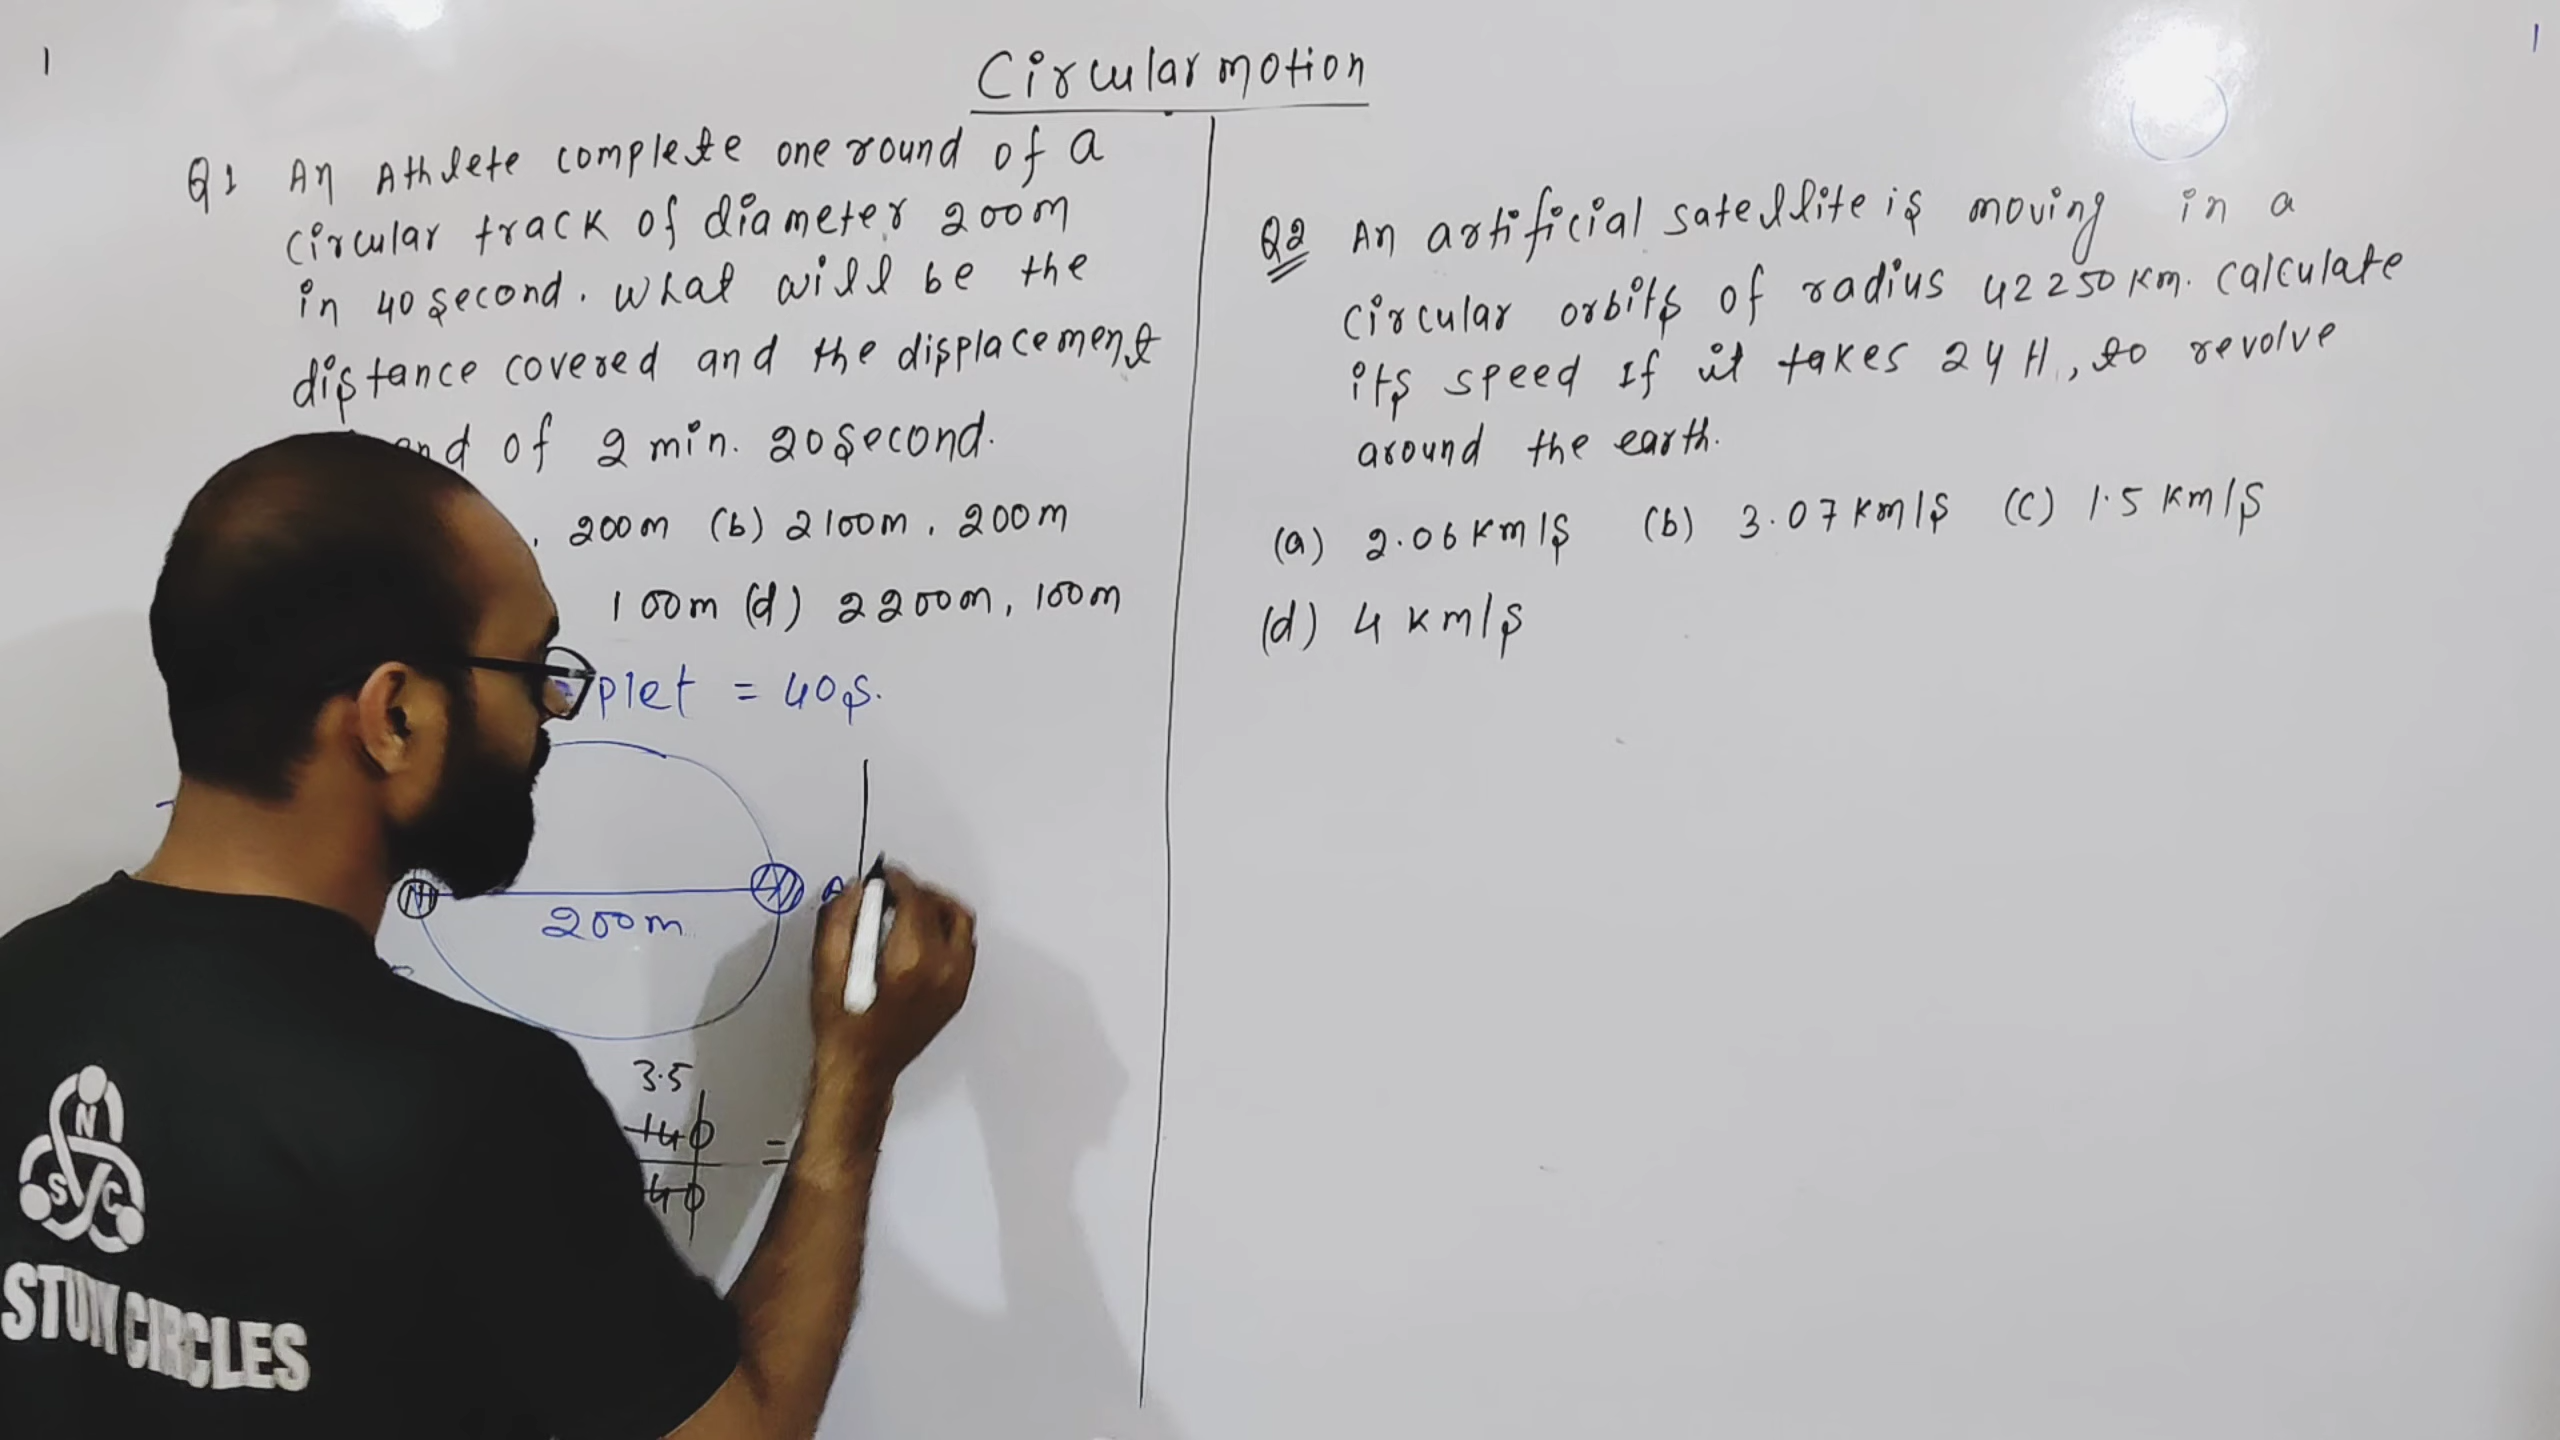 Circular motion
Q1 An Athlete complete one round of a
circular track of diameter 200m
in 40 second. What will be the
distance covered and the displacement
end of 2 min. 20 second.
, 200m (b) 2100m, 200m
100m (d) 2200m, 100m
plet = 40s.
200m
3.5
140 =
40
Q2 An artificial satellite is moving in a
circular orbits of radius 42250 Km. Calculate
its speed If it takes 24 H, to revolve
around the earth.
(a) 2.06 Km/s (b) 3.07 Km/s (c) 1.5 Km/s
(d) 4 Km/s
N
S C
STUDY CIRCLES